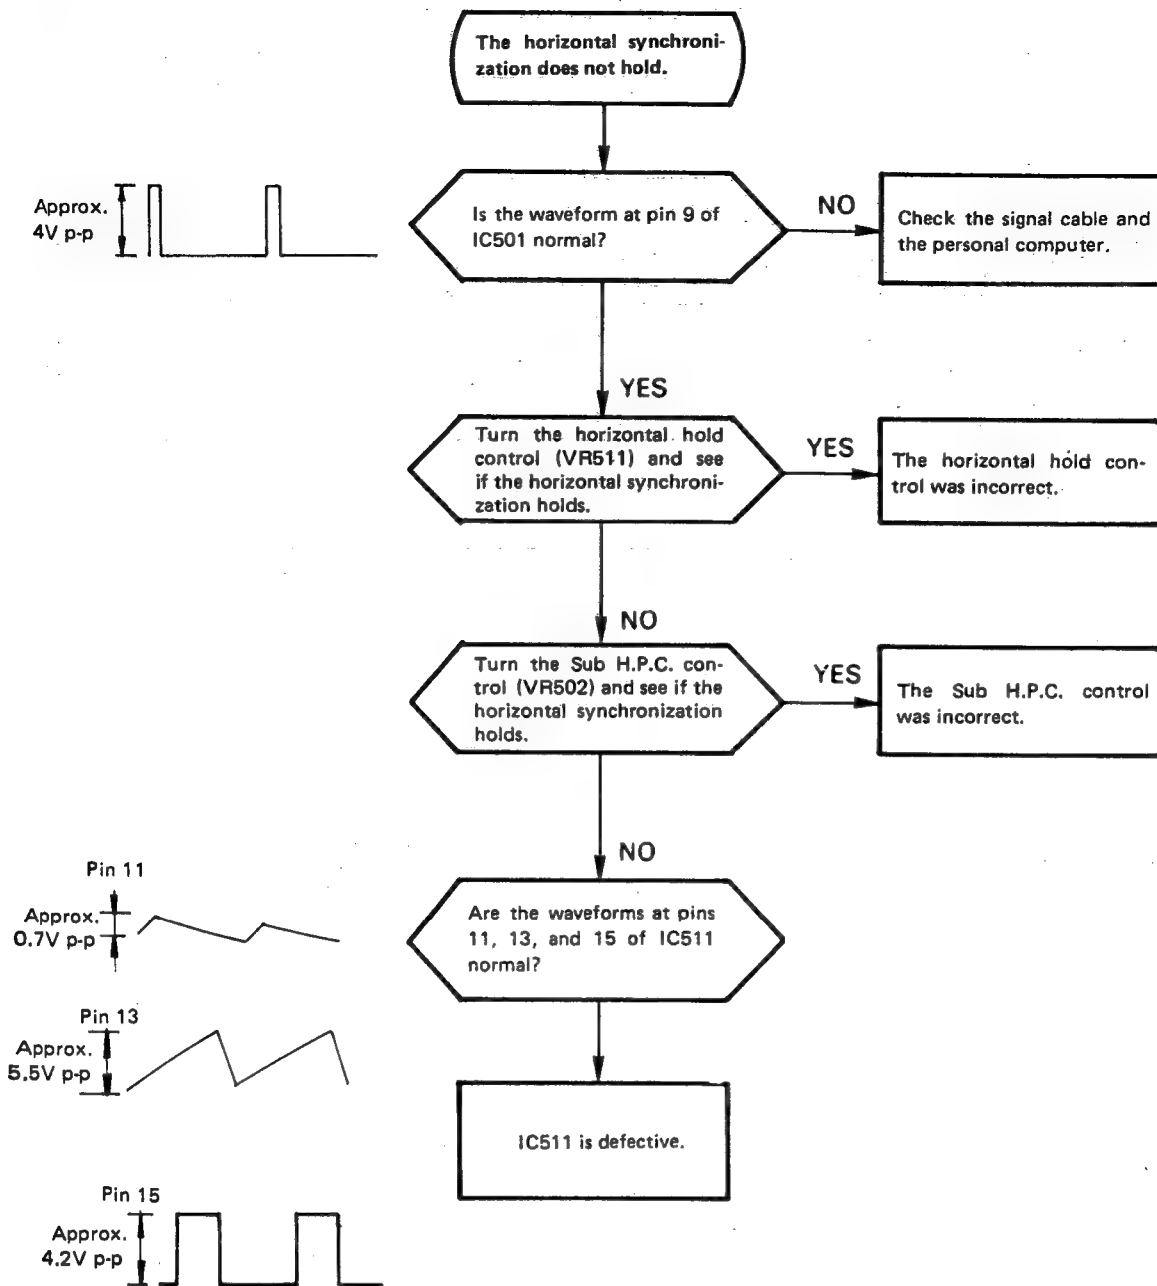 The horizontal synchroni-
zation does not hold.
Approx.
4V p-p
Is the waveform at pin 9 of
IC501 normal?
NO
Check the signal cable and
the personal computer.
YES
Turn the horizontal hold
control (VR511) and see
if the horizontal synchroni-
zation holds.
YES
The horizontal hold con-
trol was incorrect.
NO
Turn the Sub H.P.C. con-
trol (VR502) and see if the
horizontal synchronization
holds.
YES
The Sub H.P.C. control
was incorrect.
NO
Pin 11
Approx.
0.7V p-p
Are the waveforms at pins
11, 13, and 15 of IC511
normal?
Pin 13
Approx.
5.5V p-p
IC511 is defective.
Pin 15
Approx.
4.2V p-p